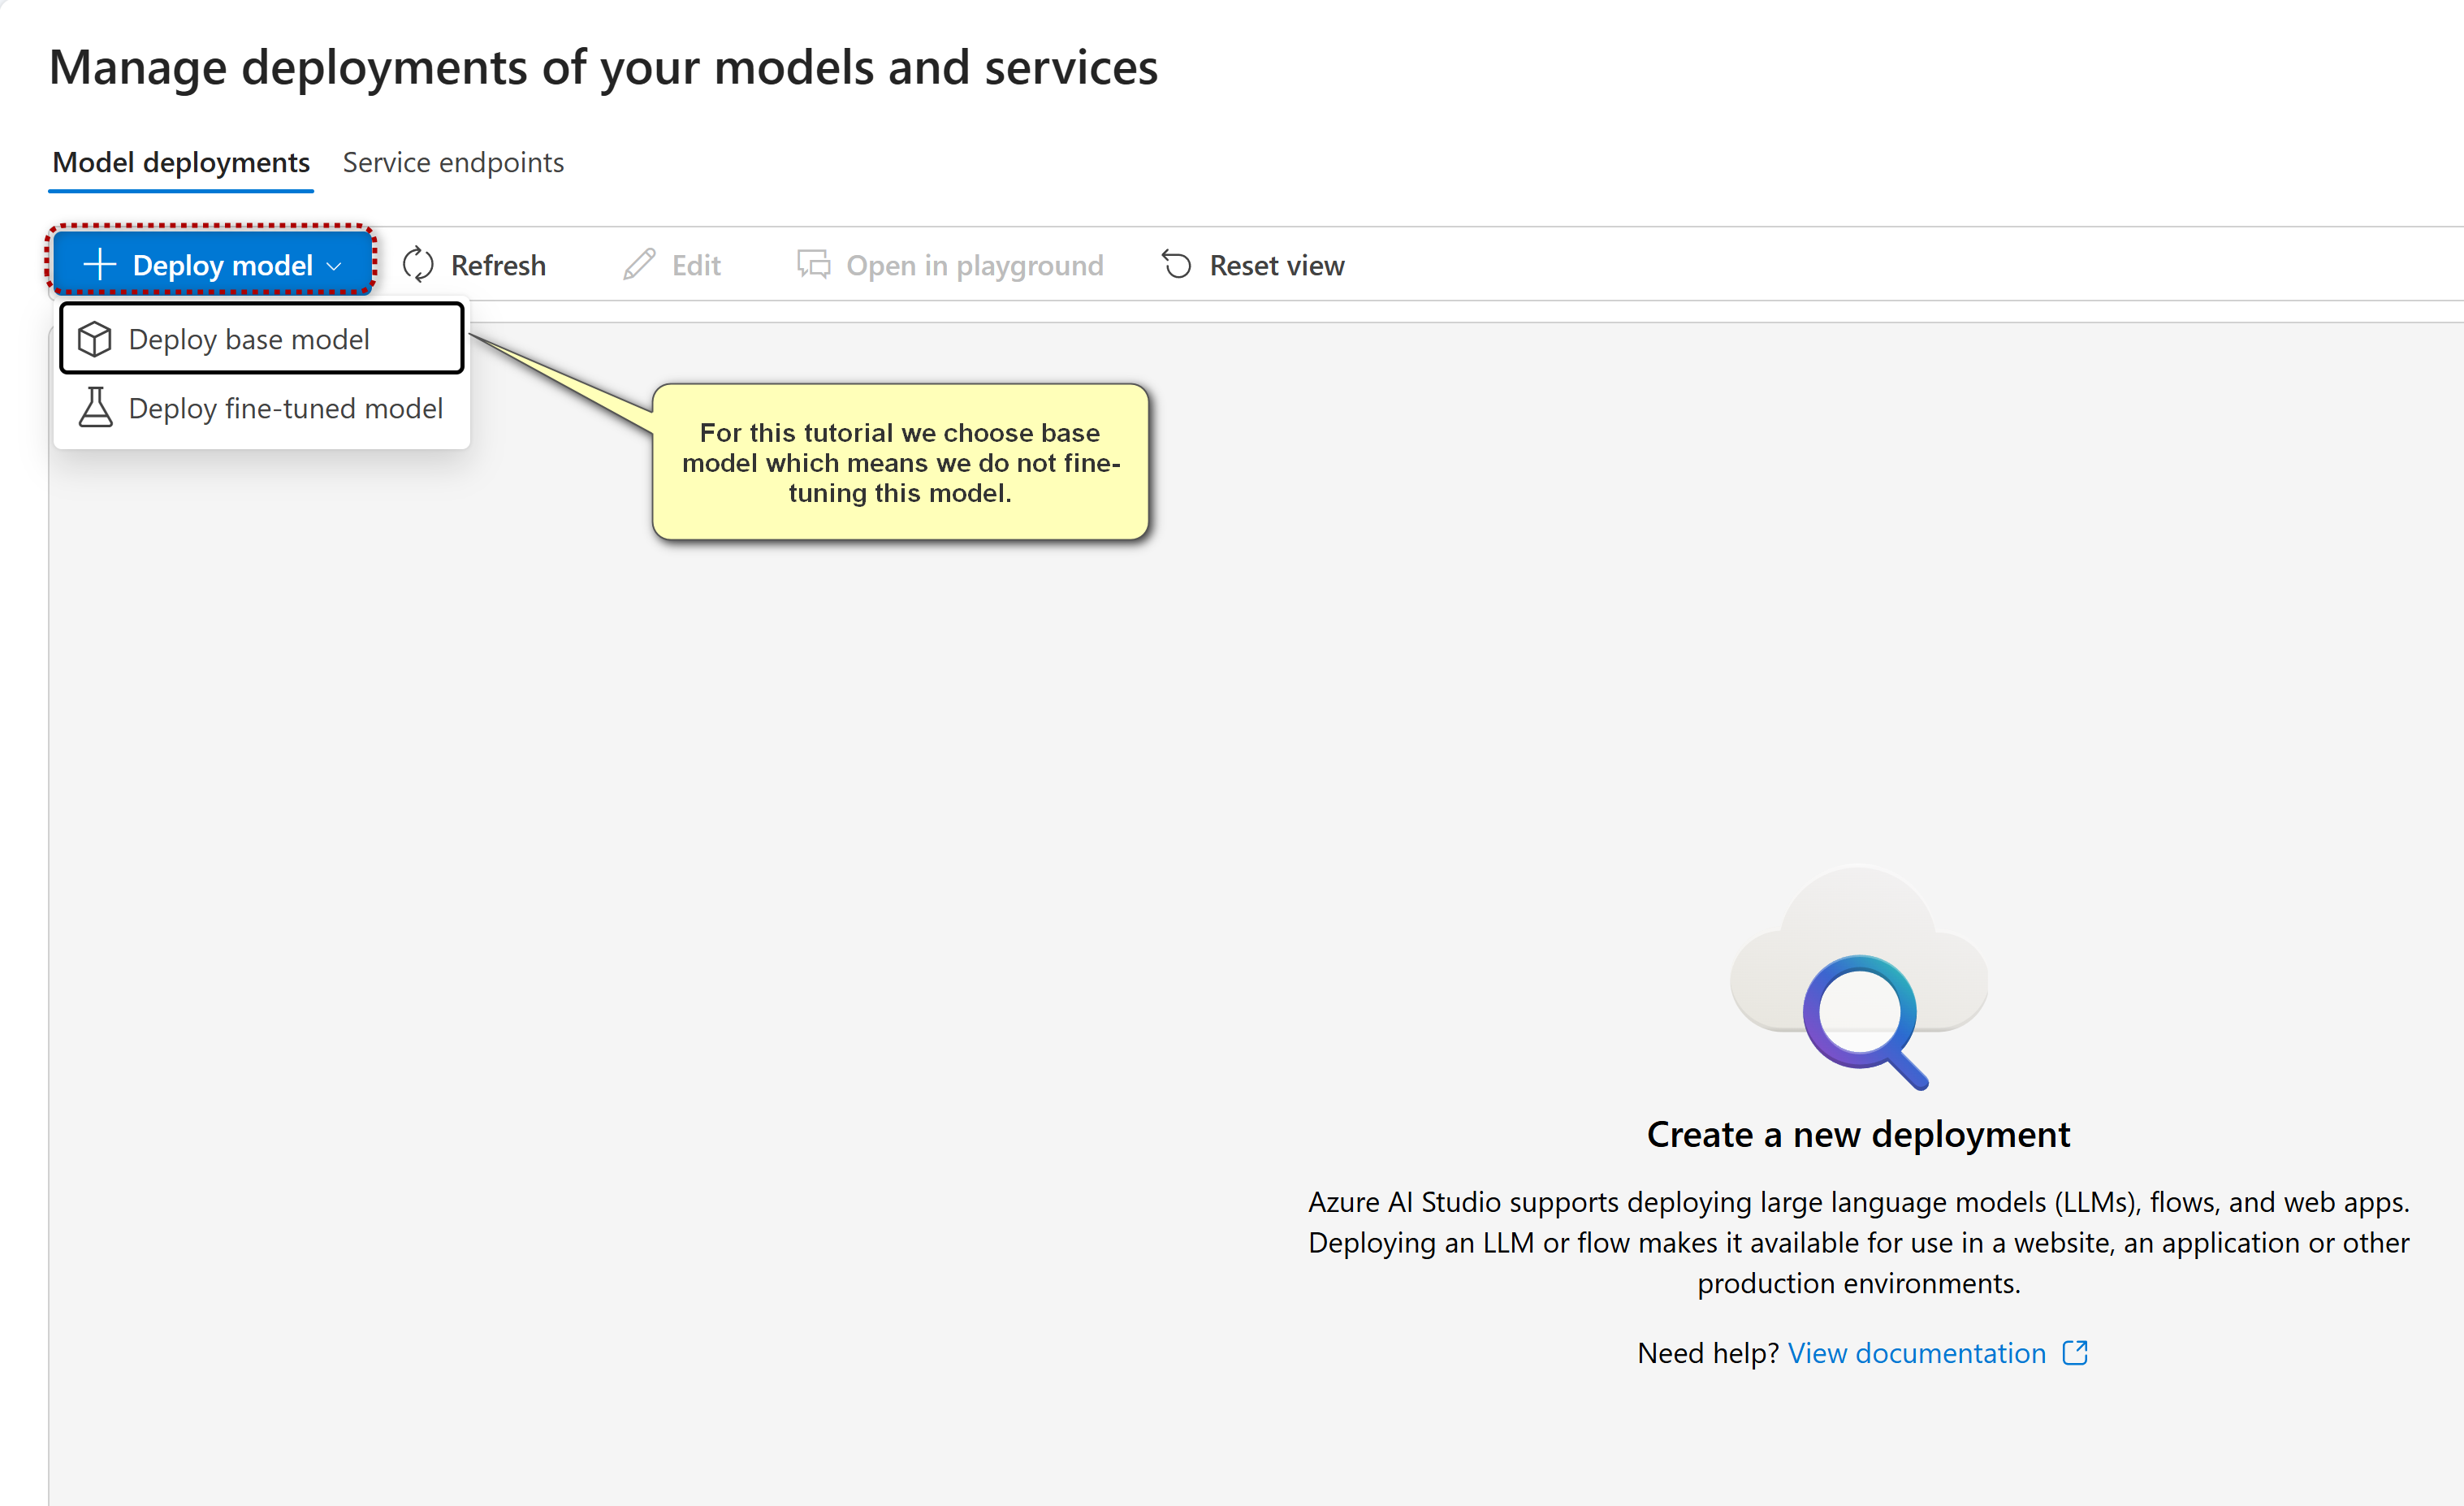 Manage deployments of your models and services
Model deployments Service endpoints
Deploy model Refresh Edit Open in playground Reset view
Deploy base model
Deploy fine-tuned model
For this tutorial we choose base
model which means we do not fine-
tuning this model.
Create a new deployment
Azure AI Studio supports deploying large language models (LLMs), flows, and web apps.
Deploying an LLM or flow makes it available for use in a website, an application or other
production environments.
Need help? View documentation